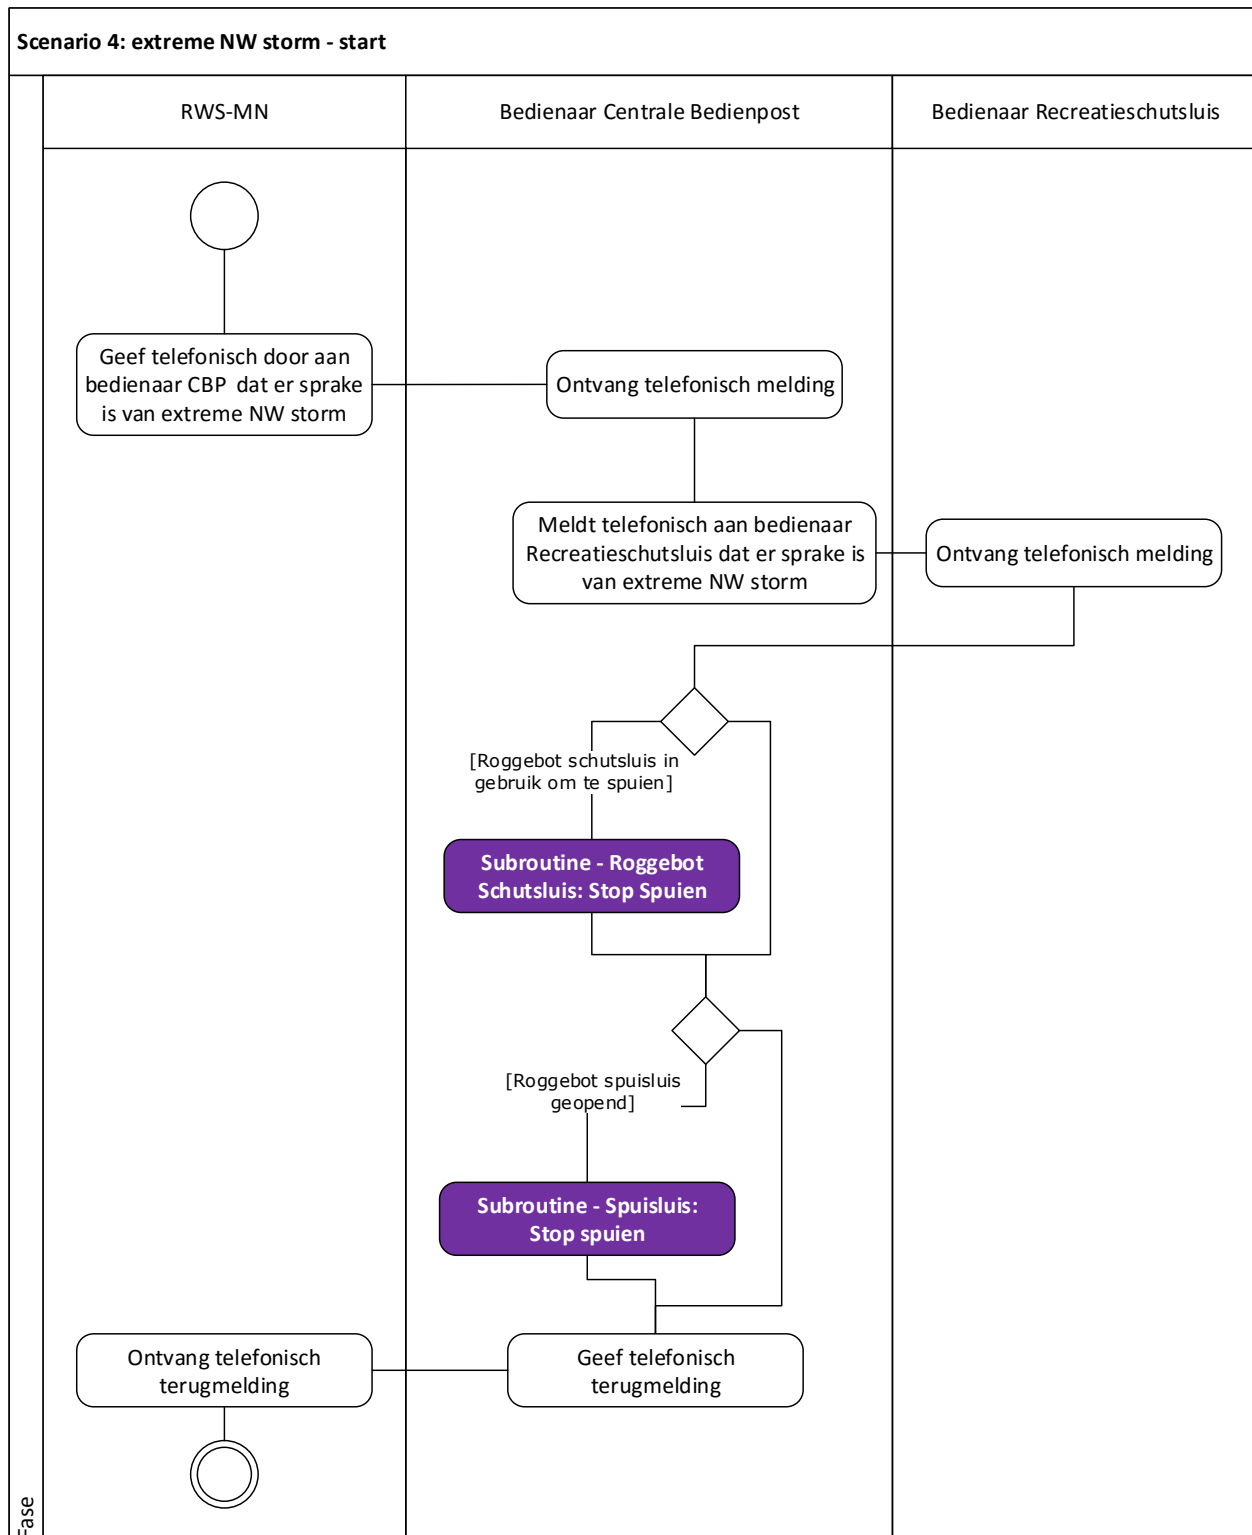 Scenario 4: extreme NW storm - start
RWS-MN
Bedienaar Centrale Bedienpost
Bedienaar Recreatieschutsluis
Geef telefonisch door aan
bedienaar CBP dat er sprake
is van extreme NW storm
Ontvang telefonisch melding
Meldt telefonisch aan bedienaar
Recreatieschutsluis dat er sprake is
van extreme NW storm
Ontvang telefonisch melding
[Roggebot schutsluis in
gebruik om te spuien]
Subroutine - Roggebot
Schutsluis: Stop Spuien
[Roggebot spuisluis
geopend]
Subroutine - Spuisluis:
Stop spuien
Ontvang telefonisch
terugmelding
Geef telefonisch
terugmelding
Fase